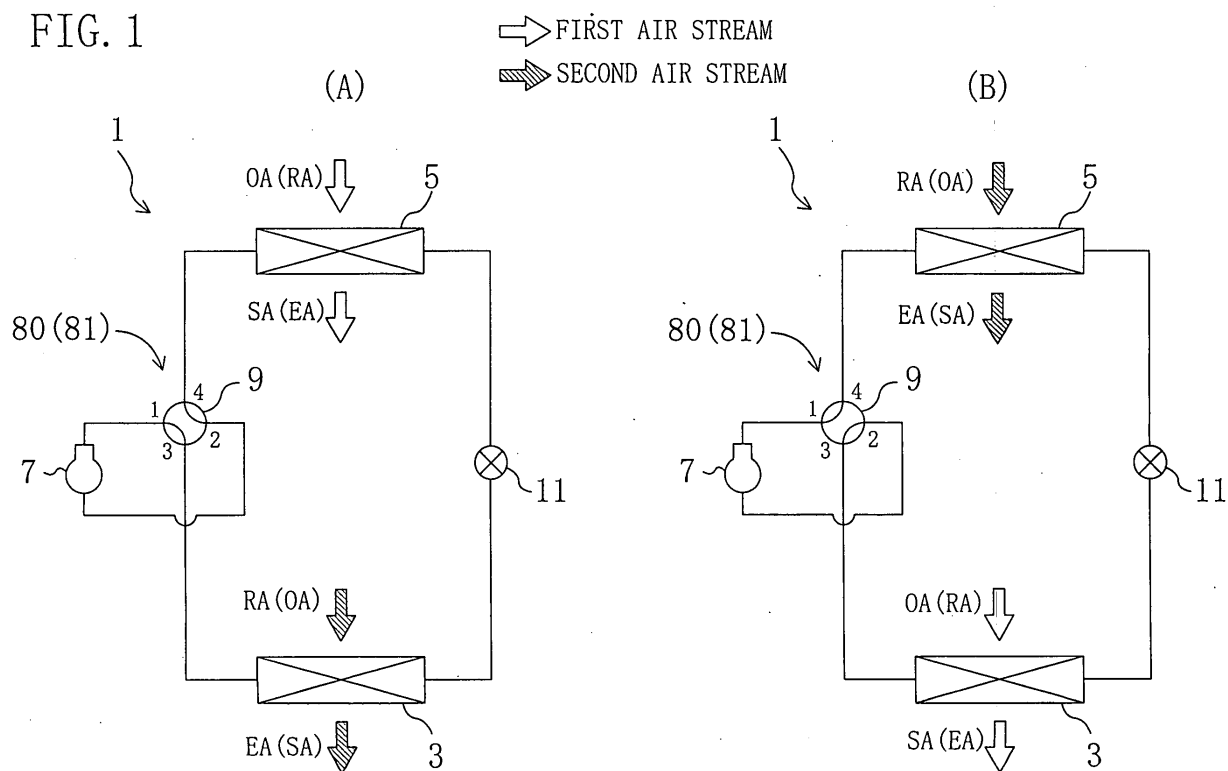 FIG. 1
FIRST AIR STREAM
SECOND AIR STREAM
(A)
1
OA(RA)
5
SA(EA)
80(81)
9
1
4
3
2
7
11
RA(OA)
3
EA(SA)
(B)
1
RA(OA)
5
EA(SA)
80(81)
9
1
4
3
2
7
11
OA(RA)
3
SA(EA)